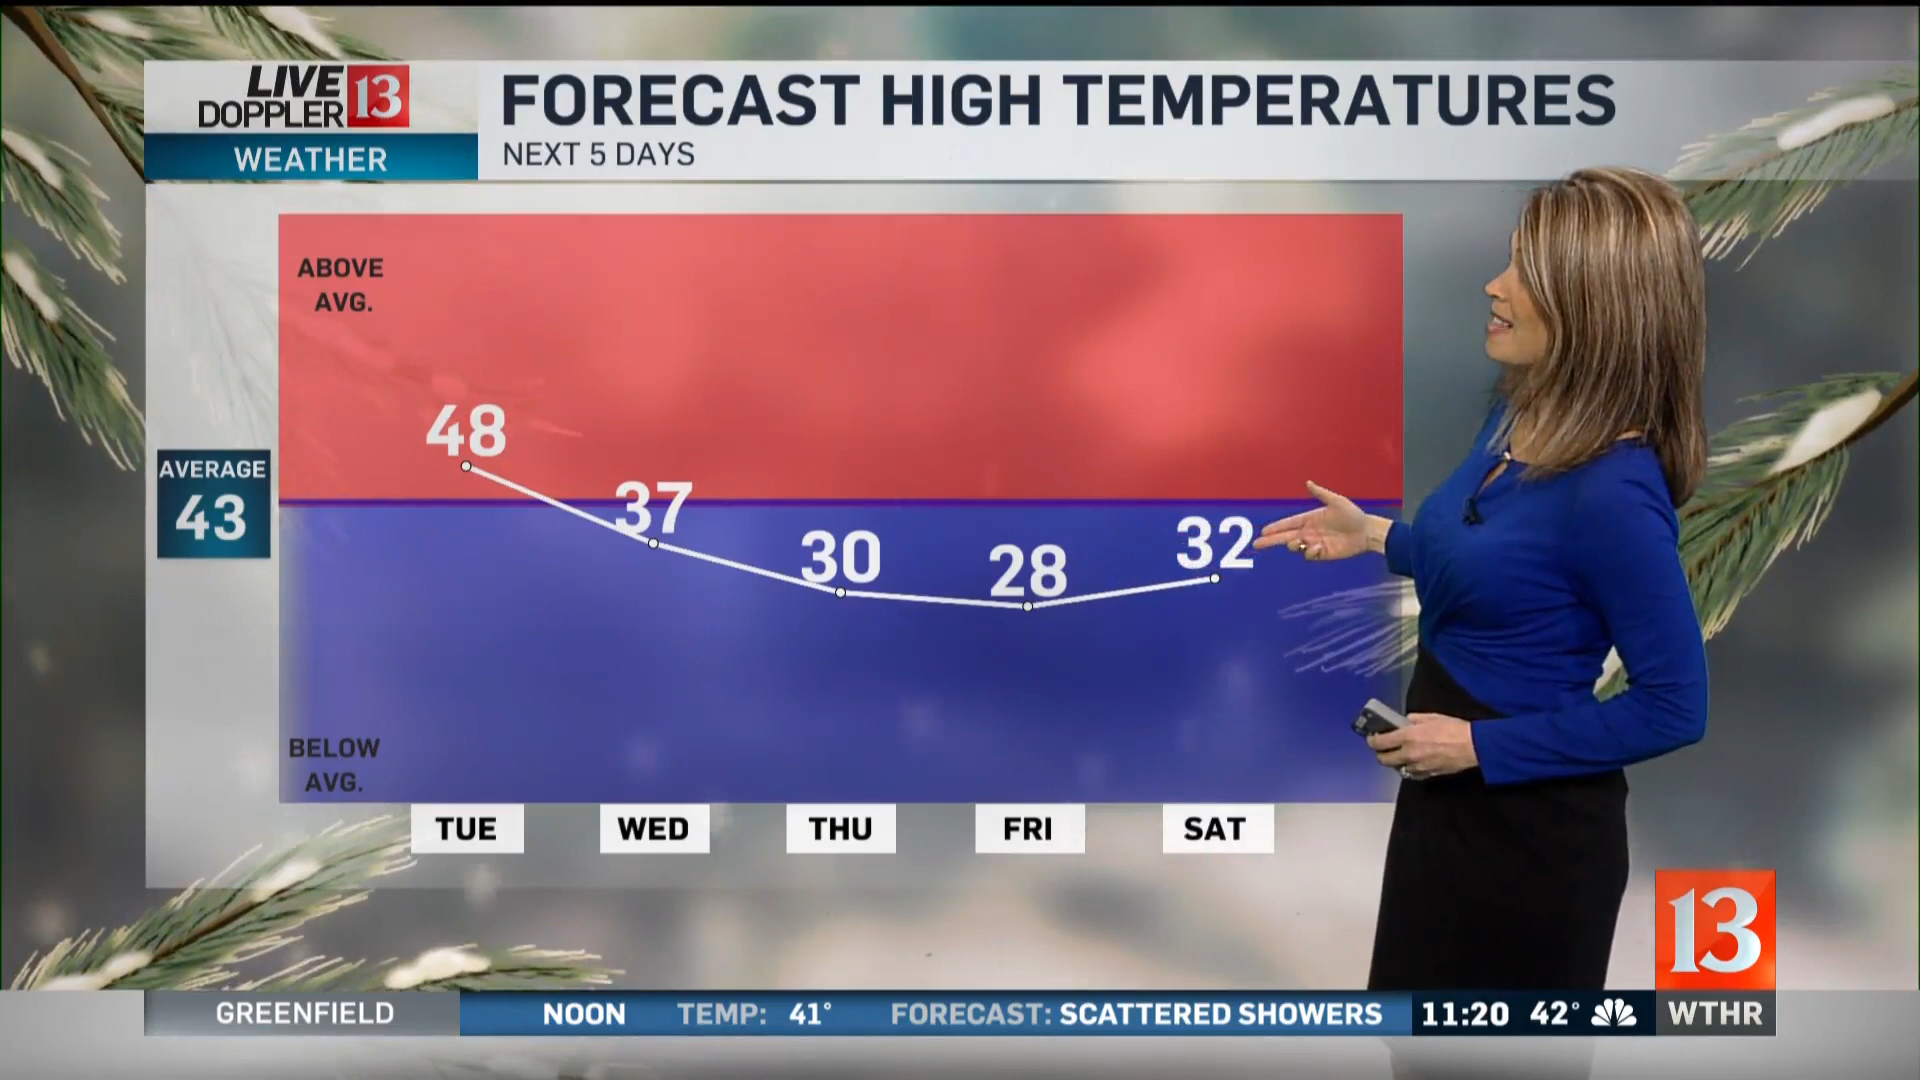 LIVE
DOPPLER 13
WEATHER
FORECAST HIGH TEMPERATURES
NEXT 5 DAYS
ABOVE
AVG.
AVERAGE
43
48
37
30
28
32
BELOW
AVG.
TUE
WED
THU
FRI
SAT
13
WTHR
GREENFIELD
NOON TEMP: 41° FORECAST: SCATTERED SHOWERS
11:20 42°